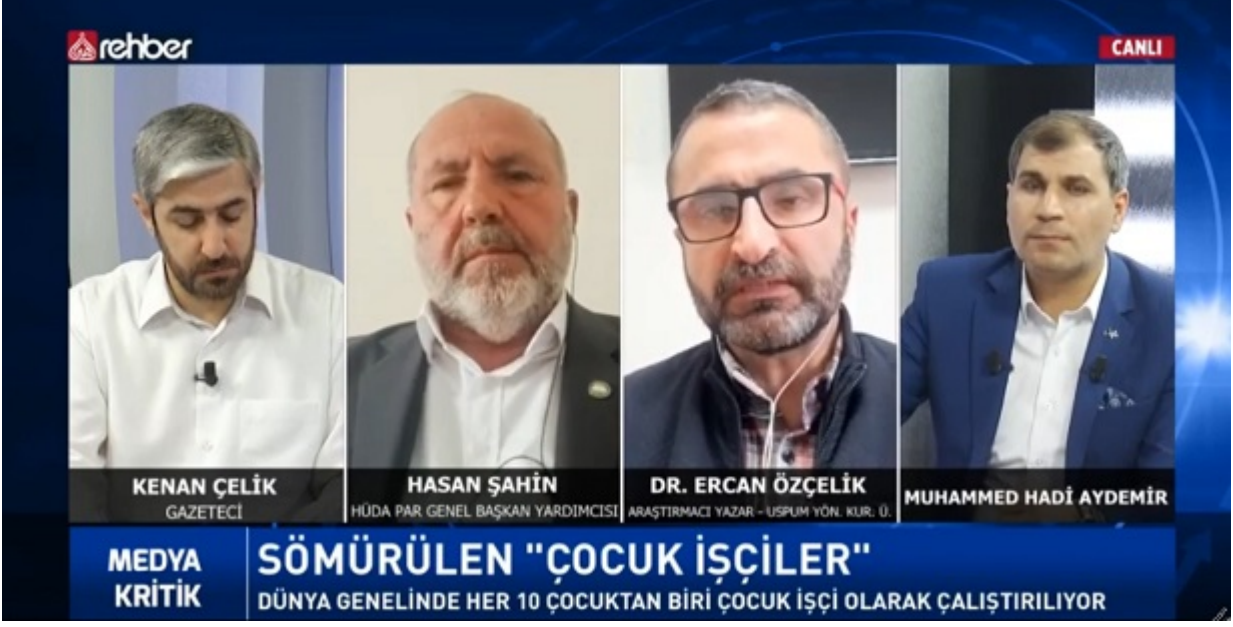 rehber
CANLI
KENAN ÇELİK
GAZETECİ
HASAN ŞAHİN
HÜDA PAR GENEL BAŞKAN YARDIMCISI
DR. ERCAN ÖZÇELİK
ARAŞTIRMACI YAZAR - USPUM YÖN. KUR. Ü.
MUHAMMED HADİ AYDEMİR
MEDYA
KRİTİK
SÖMÜRÜLEN "ÇOCUK İŞÇİLER"
DÜNYA GENELİNDE HER 10 ÇOCUKTAN BİRİ ÇOCUK İŞÇİ OLARAK ÇALIŞTIRILIYOR